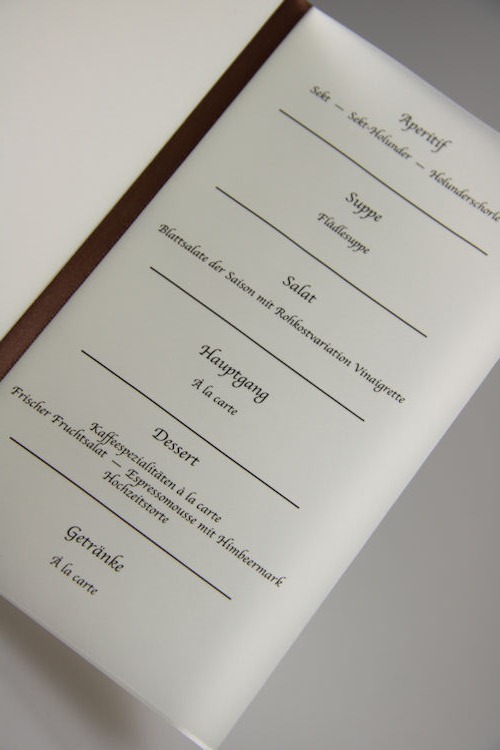 Aperitif
Sekt – Sekt-Holunder – Holunderschorle
Suppe
Flädlesuppe
Salat
Blattsalate der Saison mit Rohkostvariation Vinaigrette
Hauptgang
À la carte
Dessert
Kaffeespezialitäten à la carte
Frischer Fruchtsalat – Espressomousse mit Himbeermark
Hochzeitstorte
Getränke
À la carte